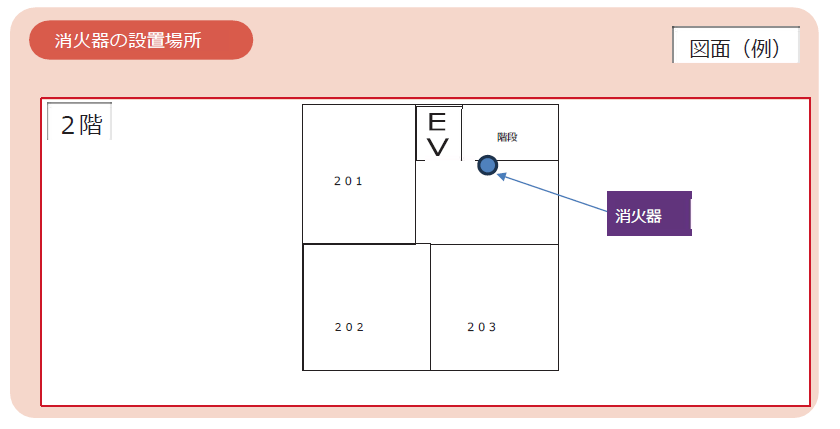 消火器の設置場所
図面（例）
２階
EV
階段
２０１
消火器
２０２
２０３